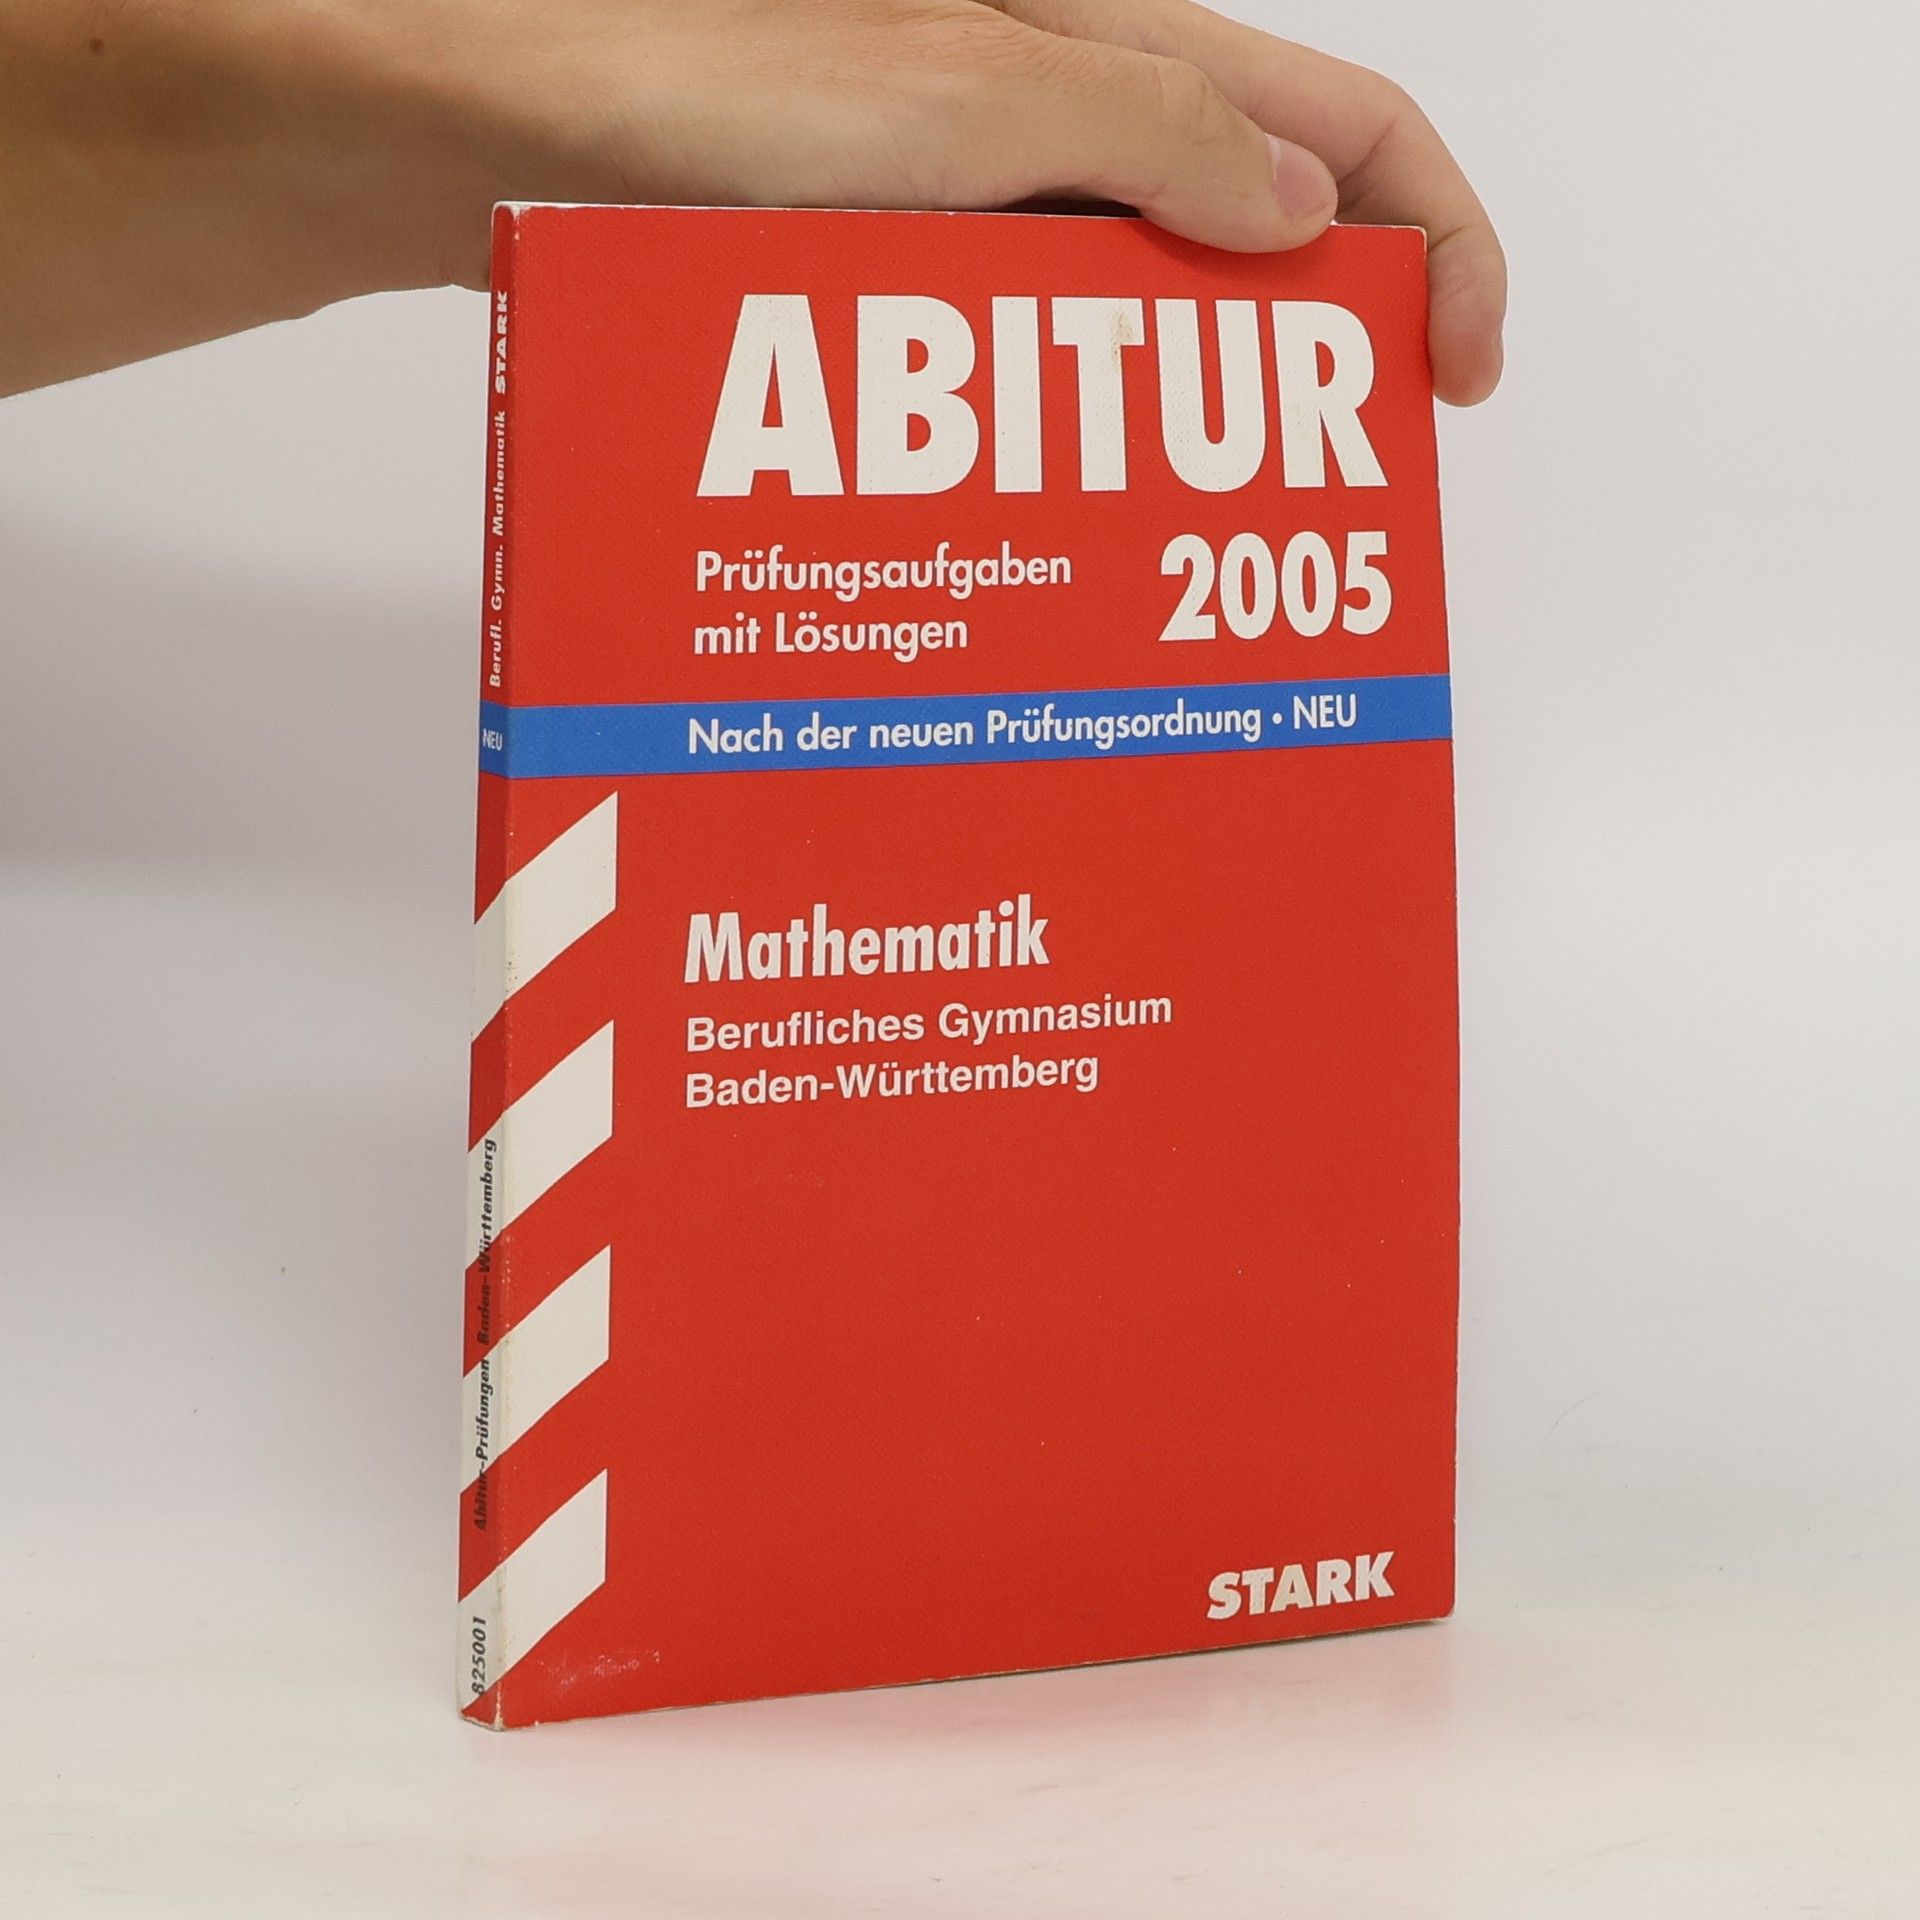 ABITUR
Prüfungsaufgaben
mit Lösungen
2005
Nach der neuen Prüfungsordnung • NEU
Mathematik
Berufliches Gymnasium
Baden-Württemberg
STARK
STARK
Berufl. Gymn. Mathematik
NEU
Abitur-Prüfungen Baden-Württemberg
825001